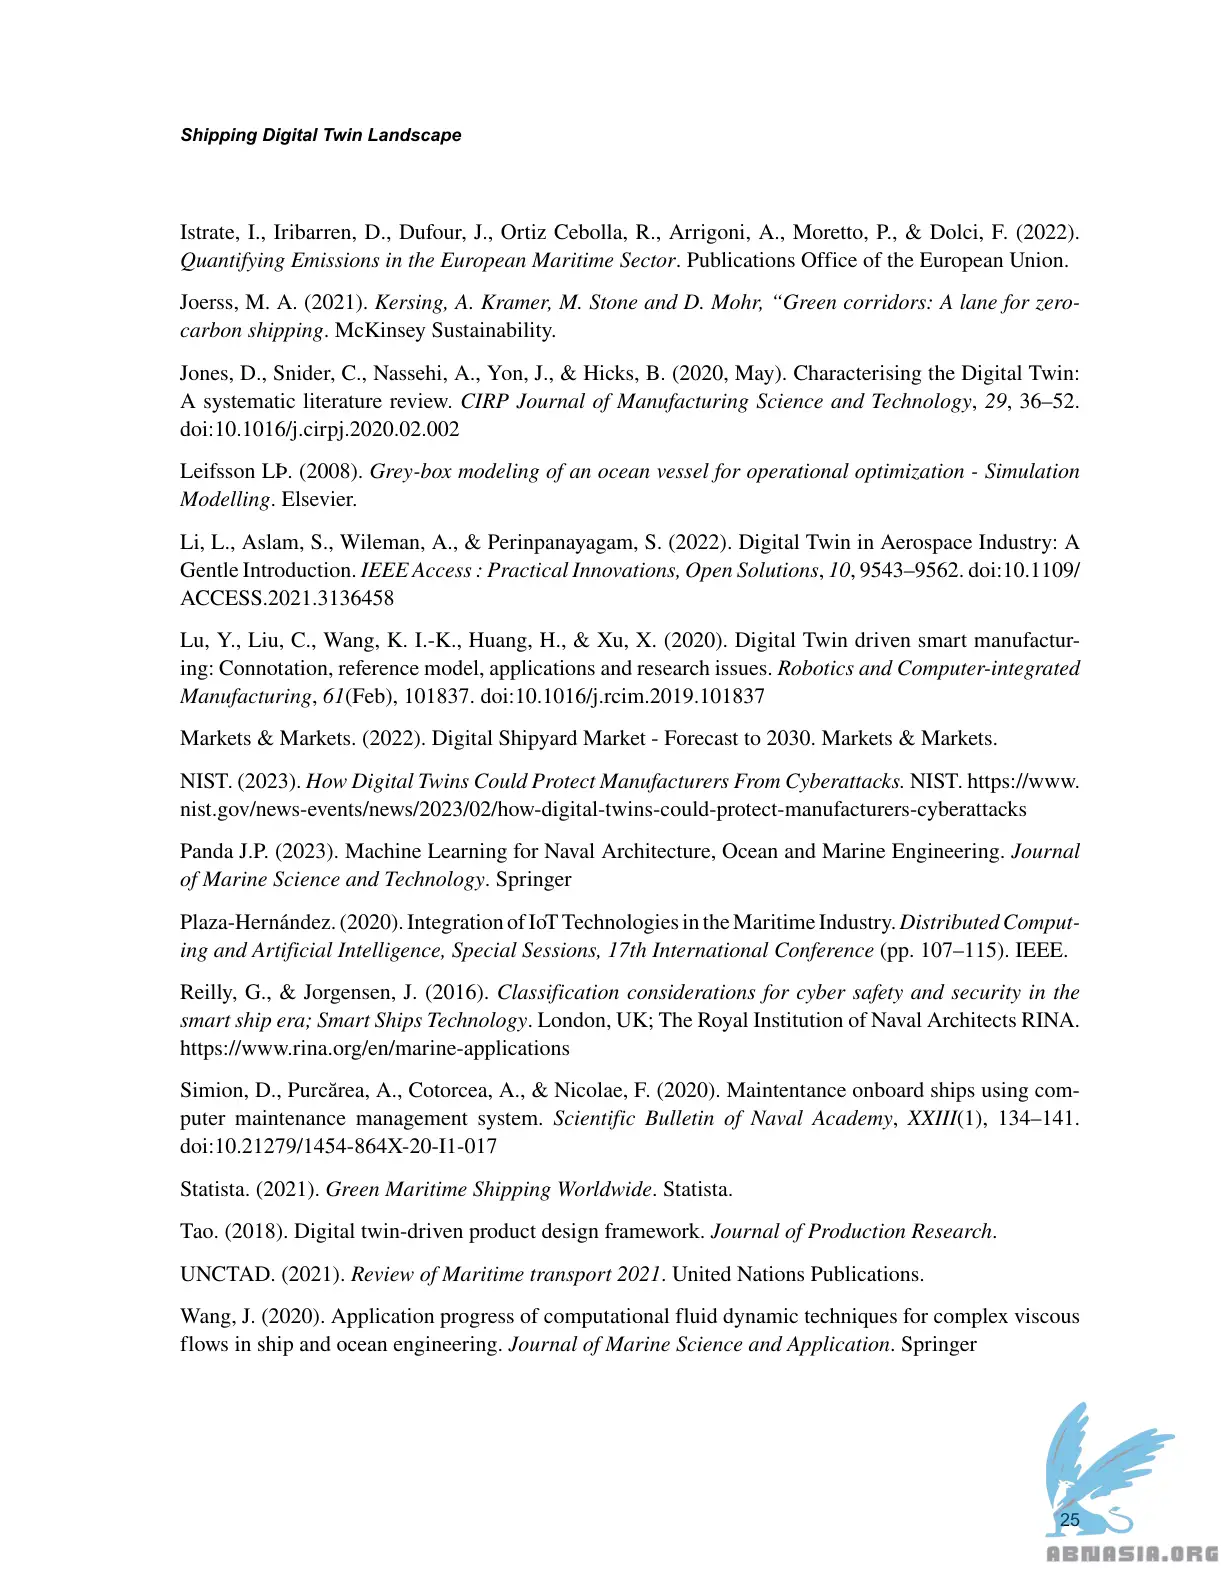 Shipping Digital Twin Landscape
Istrate, I., Iribarren, D., Dufour, J., Ortiz Cebolla, R., Arrigoni, A., Moretto, P., & Dolci, F. (2022).
Quantifying Emissions in the European Maritime Sector. Publications Office of the European Union.
Joerss, M. A. (2021). Kersing, A. Kramer, M. Stone and D. Mohr, “Green corridors: A lane for zero-
carbon shipping. McKinsey Sustainability.
Jones, D., Snider, C., Nassehi, A., Yon, J., & Hicks, B. (2020, May). Characterising the Digital Twin:
A systematic literature review. CIRP Journal of Manufacturing Science and Technology, 29, 36–52.
doi:10.1016/j.cirpj.2020.02.002
Leifsson LÞ. (2008). Grey-box modeling of an ocean vessel for operational optimization - Simulation
Modelling. Elsevier.
Li, L., Aslam, S., Wileman, A., & Perinpanayagam, S. (2022). Digital Twin in Aerospace Industry: A
Gentle Introduction. IEEE Access : Practical Innovations, Open Solutions, 10, 9543–9562. doi:10.1109/
ACCESS.2021.3136458
Lu, Y., Liu, C., Wang, K. I.-K., Huang, H., & Xu, X. (2020). Digital Twin driven smart manufactur-
ing: Connotation, reference model, applications and research issues. Robotics and Computer-integrated
Manufacturing, 61(Feb), 101837. doi:10.1016/j.rcim.2019.101837
Markets & Markets. (2022). Digital Shipyard Market - Forecast to 2030. Markets & Markets.
NIST. (2023). How Digital Twins Could Protect Manufacturers From Cyberattacks. NIST. https://www.
nist.gov/news-events/news/2023/02/how-digital-twins-could-protect-manufacturers-cyberattacks
Panda J.P. (2023). Machine Learning for Naval Architecture, Ocean and Marine Engineering. Journal
of Marine Science and Technology. Springer
Plaza-Hernández. (2020). Integration of IoT Technologies in the Maritime Industry. Distributed Comput-
ing and Artificial Intelligence, Special Sessions, 17th International Conference (pp. 107–115). IEEE.
Reilly, G., & Jorgensen, J. (2016). Classification considerations for cyber safety and security in the
smart ship era; Smart Ships Technology. London, UK; The Royal Institution of Naval Architects RINA.
https://www.rina.org/en/marine-applications
Simion, D., Purcărea, A., Cotorcea, A., & Nicolae, F. (2020). Maintentance onboard ships using com-
puter maintenance management system. Scientific Bulletin of Naval Academy, XXIII(1), 134–141.
doi:10.21279/1454-864X-20-I1-017
Statista. (2021). Green Maritime Shipping Worldwide. Statista.
Tao. (2018). Digital twin-driven product design framework. Journal of Production Research.
UNCTAD. (2021). Review of Maritime transport 2021. United Nations Publications.
Wang, J. (2020). Application progress of computational fluid dynamic techniques for complex viscous
flows in ship and ocean engineering. Journal of Marine Science and Application. Springer
25
ABNASIA.ORG